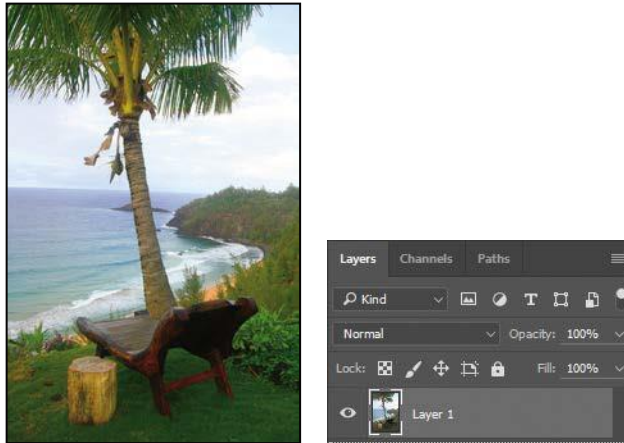 Layers Channels Paths
Kind
Normal Opacity: 100%
Lock: Fill: 100%
Layer 1